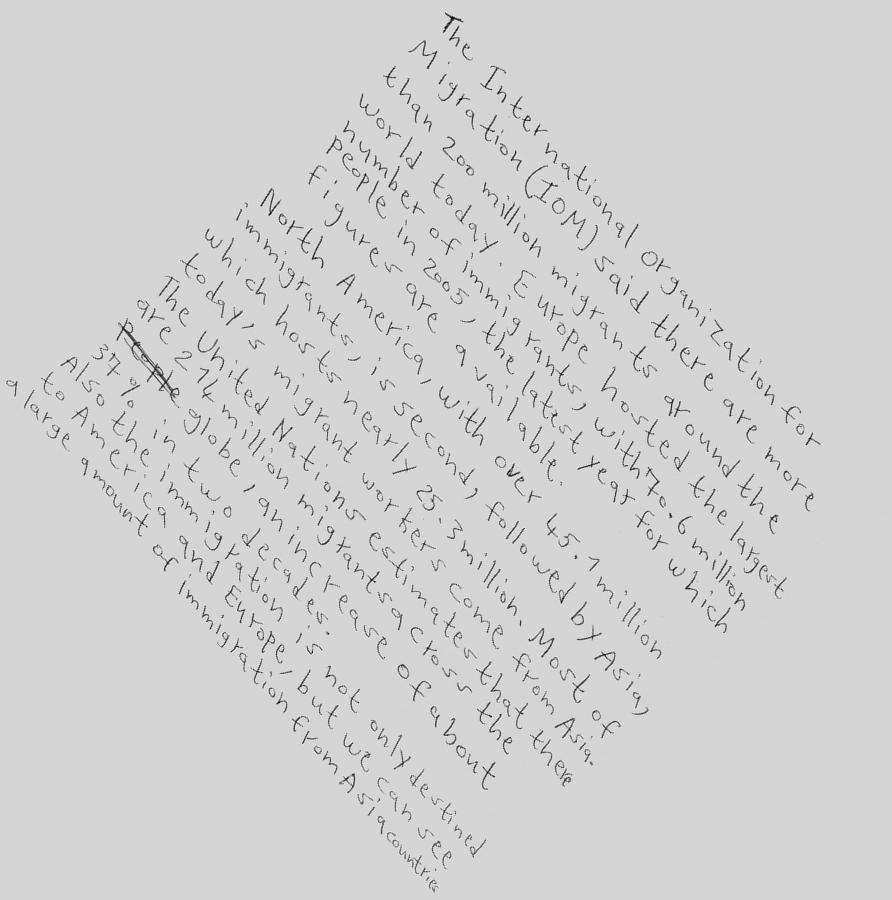 The International Organization for
Migration (IOM) said there are more
than 200 million migrants around the
world today. Europe hosted the largest
number of immigrants, with 70.6 million
people in 2005, the latest year for which
figures are available.
North America, with over 45.1 million
immigrants, is second, followed by Asia,
which hosts nearly 25.3 million. Most of
today's migrant workers come from Asia.
The United Nations estimates that there
are 214 million migrants across the
people globe, an increase of about
37% in two decades.
Also the immigration is not only destined
to America and Europe, but we can see
a large amount of immigration from Asia countries